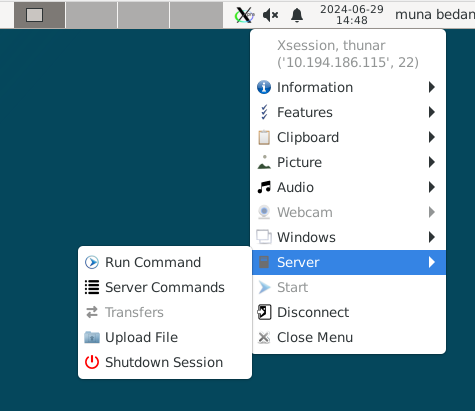 2024-06-29
14:48
muna bedan
Xsession, thunar
('10.194.186.115', 22)
Information
Features
Clipboard
Picture
Audio
Webcam
Windows
Server
Start
Disconnect
Close Menu
Run Command
Server Commands
Transfers
Upload File
Shutdown Session